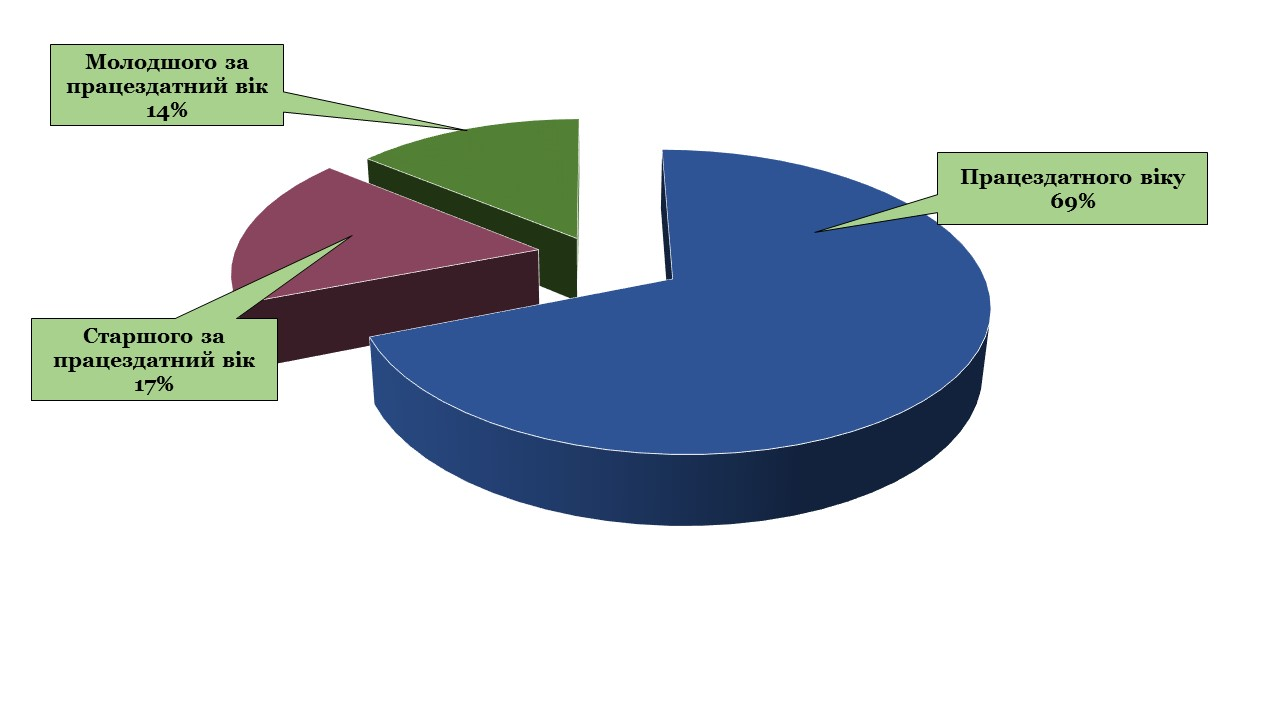 Молодшого за
працездатний вік
14%
Працездатного віку
69%
Старшого за
працездатний вік
17%